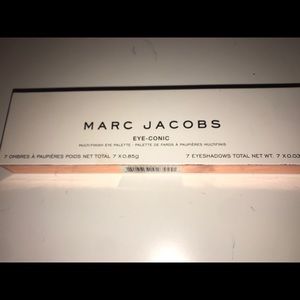 MARC JACOBS
EYE-CONIC
MULTI-FINISH EYE PALETTE · PALETTE DE FARDS À PAUPIÈRES MULTIFINIS
7 OMBRES À PAUPIÈRES POIDS NET TOTAL 7 X 0.85g 7 EYESHADOWS TOTAL NET WT. 7 X 0.03